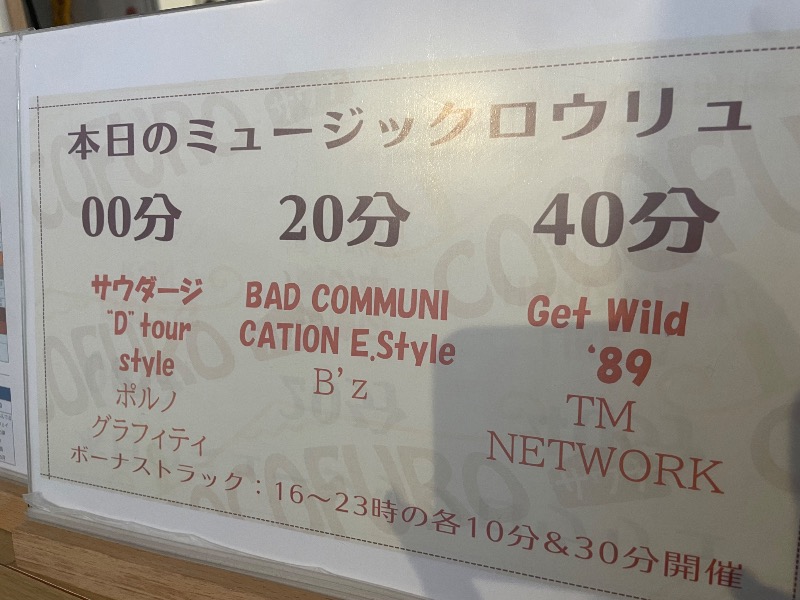 本日のミュージックロウリュ
00分 20分 40分
サウダージ
"D" tour
style
ポルノ
グラフィティ
BAD COMMUNI
CATION E.Style
B'z
Get Wild
'89
TM
NETWORK
ボーナストラック：16～23時の各10分&30分開催
COCOFURO